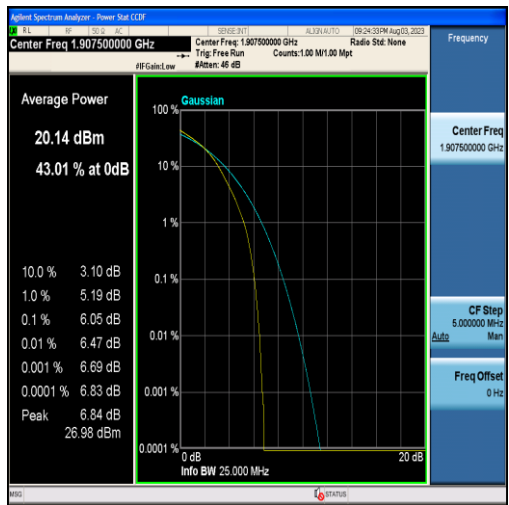 Agilent Spectrum Analyzer - Power Stat CCDF
RL RF 50 Ω AC SENSE:INT ALIGN AUTO 09:24:33 PM Aug 03, 2023
Center Freq 1.907500000 GHz
Center Freq: 1.907500000 GHz Radio Std: None
Trig: Free Run Counts:1.00 M/1.00 Mpt
#IFGain:Low #Atten: 46 dB
Frequency
Average Power
20.14 dBm
43.01 % at 0dB
10.0 % 3.10 dB
1.0 % 5.19 dB
0.1 % 6.05 dB
0.01 % 6.47 dB
0.001 % 6.69 dB
0.0001 % 6.83 dB
Peak 6.84 dB
26.98 dBm
Gaussian
100 %
10 %
1 %
0.1 %
0.01 %
0.001 %
0.0001 %
0 dB 20 dB
Info BW 25.000 MHz
Center Freq
1.907500000 GHz
CF Step
5.000000 MHz
Auto Man
Freq Offset
0 Hz
MSG STATUS